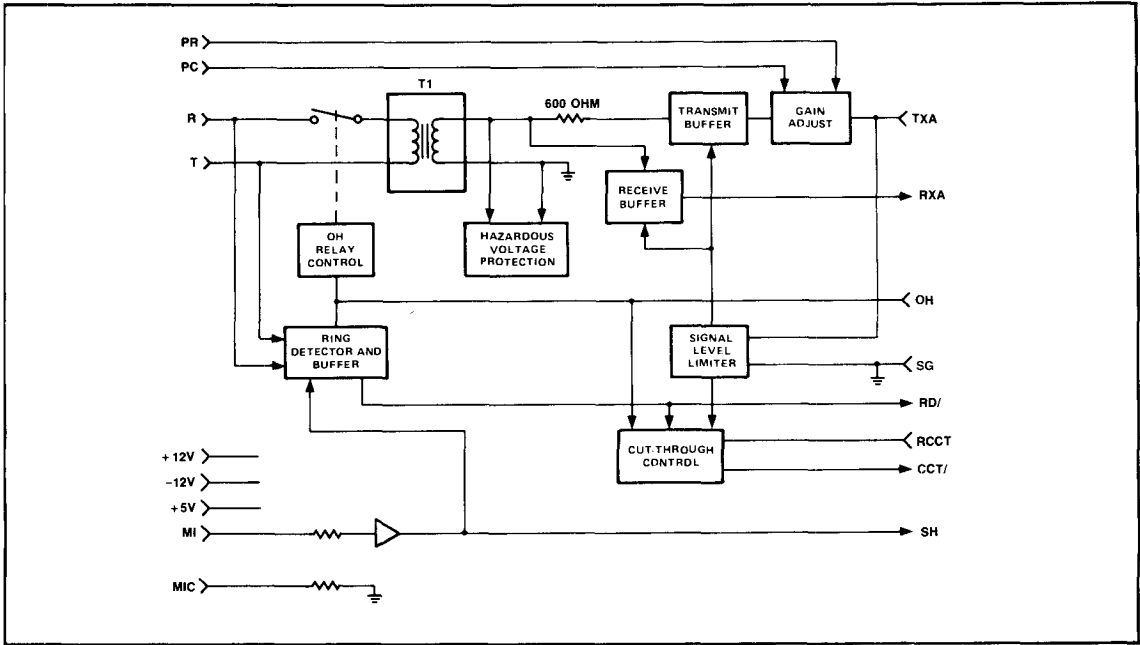 PR
PC
T1
R
600 OHM
TRANSMIT
BUFFER
GAIN
ADJUST
TXA
T
RECEIVE
BUFFER
RXA
OH
RELAY
CONTROL
HAZARDOUS
VOLTAGE
PROTECTION
OH
RING
DETECTOR AND
BUFFER
SIGNAL
LEVEL
LIMITER
SG
RD/
CUT-THROUGH
CONTROL
RCCT
CCT/
+12V
-12V
+5V
MI
SH
MIC